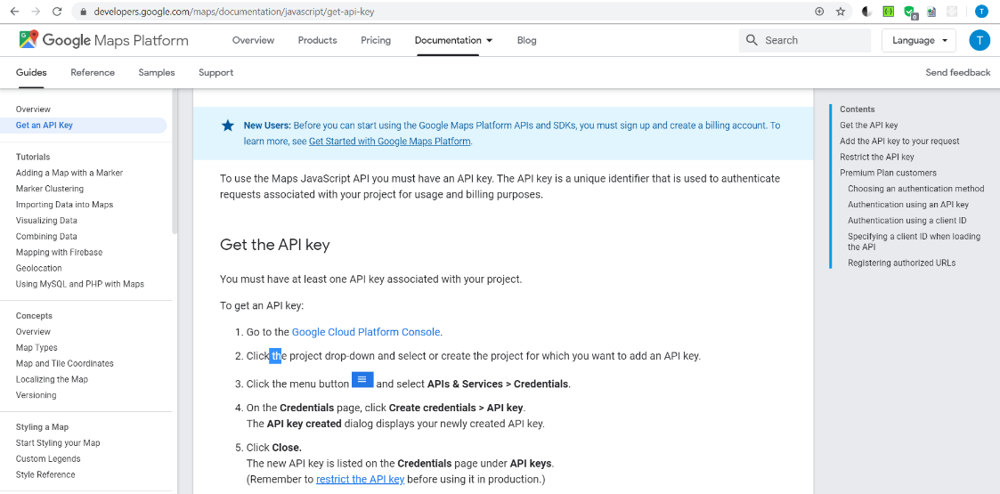 developers.google.com/maps/documentation/javascript/get-api-key
T
Google Maps Platform
Overview
Products
Pricing
Documentation
Blog
Search
Language
T
Guides
Reference
Samples
Support
Send feedback
Overview
Get an API Key
Tutorials
Adding a Map with a Marker
Marker Clustering
Importing Data into Maps
Visualizing Data
Combining Data
Mapping with Firebase
Geolocation
Using MySQL and PHP with Maps
Concepts
Overview
Map Types
Map and Tile Coordinates
Localizing the Map
Versioning
Styling a Map
Start Styling your Map
Custom Legends
Style Reference
New Users: Before you can start using the Google Maps Platform APIs and SDKs, you must sign up and create a billing account. To
learn more, see Get Started with Google Maps Platform.
To use the Maps JavaScript API you must have an API key. The API key is a unique identifier that is used to authenticate
requests associated with your project for usage and billing purposes.
Get the API key
You must have at least one API key associated with your project.
To get an API key:
1. Go to the Google Cloud Platform Console.
2. Click the project drop-down and select or create the project for which you want to add an API key.
3. Click the menu button and select APIs & Services > Credentials.
4. On the Credentials page, click Create credentials > API key.
The API key created dialog displays your newly created API key.
5. Click Close.
The new API key is listed on the Credentials page under API keys.
(Remember to restrict the API key before using it in production.)
Contents
Get the API key
Add the API key to your request
Restrict the API key
Premium Plan customers
Choosing an authentication method
Authentication using an API key
Authentication using a client ID
Specifying a client ID when loading
the API
Registering authorized URLs